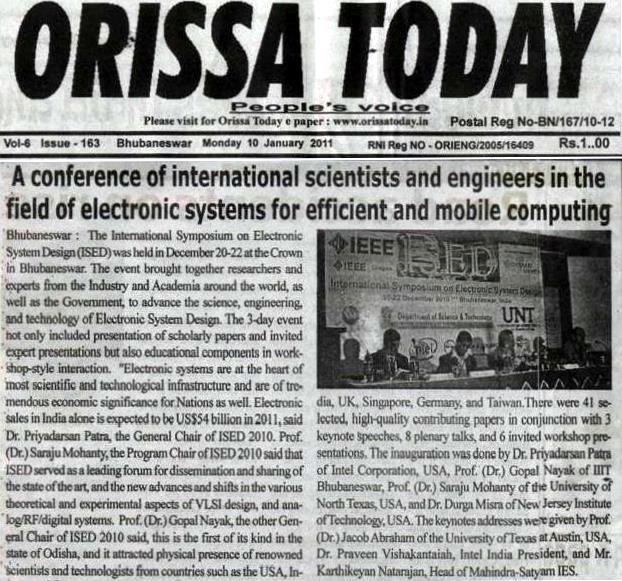 ORISSA TODAY
People's voice
Please visit for Orissa Today e paper : www.orissatoday.in
Postal Reg No-BN/167/10-12
Vol-6 Issue - 163 Bhubaneswar Monday 10 January 2011 RNI Reg NO - ORIENG/2005/16409 Rs.1..00
A conference of international scientists and engineers in the
field of electronic systems for efficient and mobile computing
Bhubaneswar : The International Symposium on Electronic
System Design (ISED) was held in December 20-22 at the Crown
in Bhubaneswar. The event brought together researchers and
experts from the Industry and Academia around the world, as
well as the Government, to advance the science, engineering,
and technology of Electronic System Design. The 3-day event
not only included presentation of scholarly papers and invited
expert presentations but also educational components in work-
shop-style interaction. "Electronic systems are at the heart of
most scientific and technological infrastructure and are of tre-
mendous economic significance for Nations as well. Electronic
sales in India alone is expected to be US$54 billion in 2011, said
Dr. Priyadarsan Patra, the General Chair of ISED 2010. Prof.
(Dr.) Saraju Mohanty, the Program Chair of ISED 2010 said that
ISED served as a leading forum for dissemination and sharing of
the state of the art, and the new advances and shifts in the various
theoretical and experimental aspects of VLSI design, and ana-
log/RF/digital systems. Prof. (Dr.) Gopal Nayak, the other Gen-
eral Chair of ISED 2010 said, this is the first of its kind in the
state of Odisha, and it attracted physical presence of renowned
scientists and technologists from countries such as the USA, In-
IEEE
ISED
IEEE
International Symposium on Electronic System Design
20-22 December 2010 Bhubaneswar, India
Department of Science & Technology
UNT
intel
dia, UK, Singapore, Germany, and Taiwan.There were 41 se-
lected, high-quality contributing papers in conjunction with 3
keynote speeches, 8 plenary talks, and 6 invited workshop pre-
sentations. The inauguration was done by Dr. Priyadarsan Patra
of Intel Corporation, USA, Prof. (Dr.) Gopal Nayak of IIIT
Bhubaneswar, Prof (Dr.) Saraju Mohanty of the University of
North Texas, USA, and Dr. Durga Misra of New Jersey Institute
of Technology, USA. The keynotes addresses were given by Prof.
(Dr.) Jacob Abraham of the University of Texas at Austin, USA,
Dr. Praveen Vishakantaiah, Intel India President, and Mr.
Karthikeyan Natarajan, Head of Mahindra-Satyam IES.